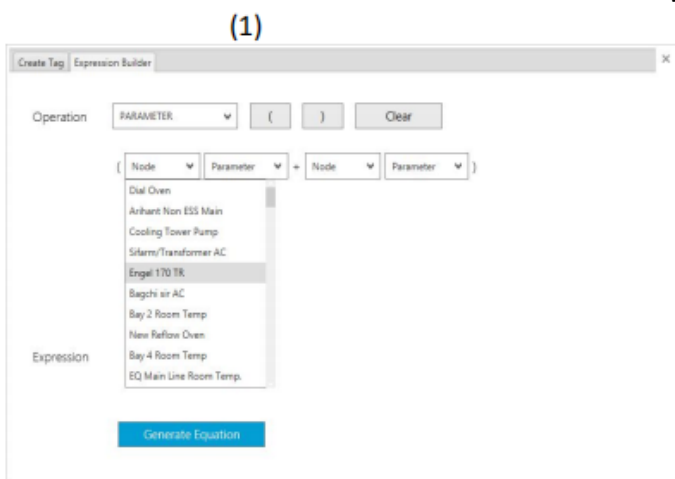 (1)
Create Tag Expression Builder ×
Operation PARAMETER ( ) Clear
( Node Parameter + Node Parameter )
Dial Oven
Arihant Non ESS Main
Cooling Tower Pump
Sifarm/Transformer AC
Engel 170 TR
Bagchi sir AC
Bay 2 Room Temp
New Reflow Oven
Expression Bay 4 Room Temp
EQ Main Line Room Temp.
Generate Equation